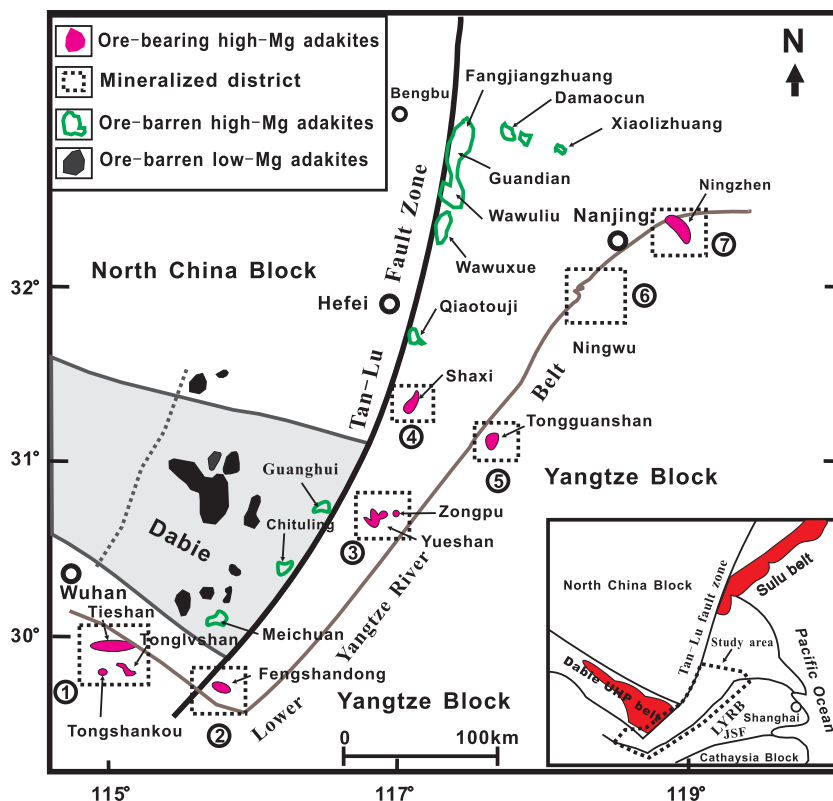 Ore-bearing high-Mg adakites
Mineralized district
Ore-barren high-Mg adakites
Ore-barren low-Mg adakites
N
Bengbu
Fangjiangzhuang
Damaocun
Xiaolizhuang
Guandian
Wawuliu
Wawuxue
Nanjing
Ningzhen
7
North China Block
Tan-Lu Fault Zone
32°
Hefei
Qiaotouji
6
Ningwu
Shaxi
4
Belt
Tongguanshan
5
31°
Guanghui
Yangtze Block
Chituling
Dabie
Zongpu
Yueshan
3
Wuhan
Tieshan
Tonglvshan
30°
Meichuan
Yangtze River
1
Tongshankou
Fengshandong
2
Lower
Yangtze Block
0
100km
115°
117°
119°
North China Block
Sulu belt
Tan-Lu fault zone
Study area
Pacific Ocean
Dabie UHP belt
LYRB
Shanghai
JSF
Cathaysia Block